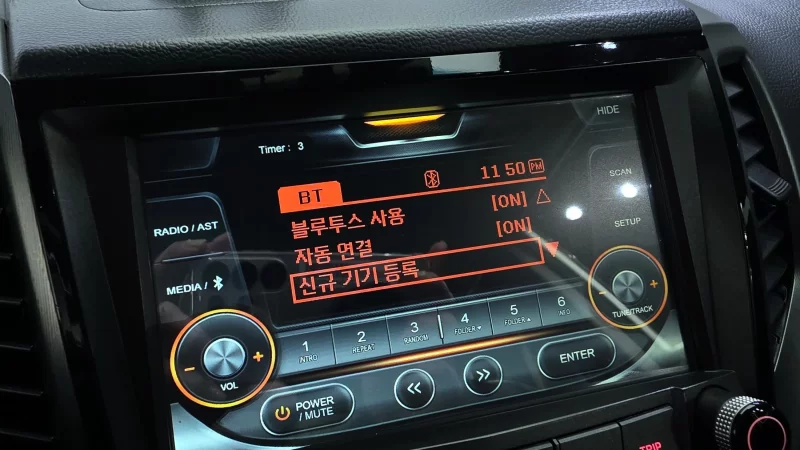 HIDE
Timer : 3
11 50 PM
SCAN
BT
RADIO / AST
블루투스 사용 [ON]
SETUP
자동 연결 [ON]
MEDIA /
신규 기기 등록
TUNE/TRACK
1 INTRO
2 REPEAT
3 RANDOM
4 FOLDER ▼
5 FOLDER ▲
6 INFO
- VOL +
- +
ENTER
POWER
/ MUTE
<< >>
TRIP